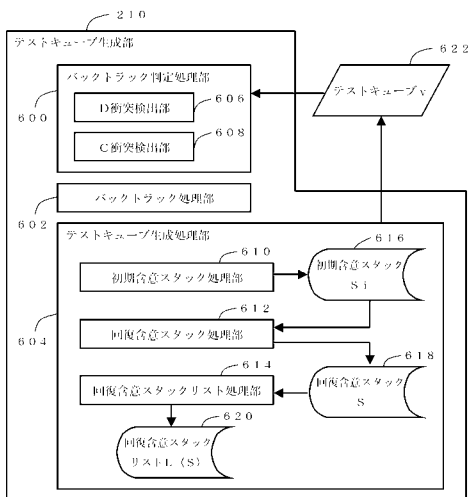 210
テストキューブ生成部
622
バックトラック判定処理部
テストキューブv
600
D衝突検出部
606
C衝突検出部
608
バックトラック処理部
602
テストキューブ生成処理部
610
616
初期含意スタック処理部
初期含意スタック
Si
604
612
回復含意スタック処理部
614
618
回復含意スタックリスト処理部
回復含意スタック
S
620
回復含意スタック
リストL(S)